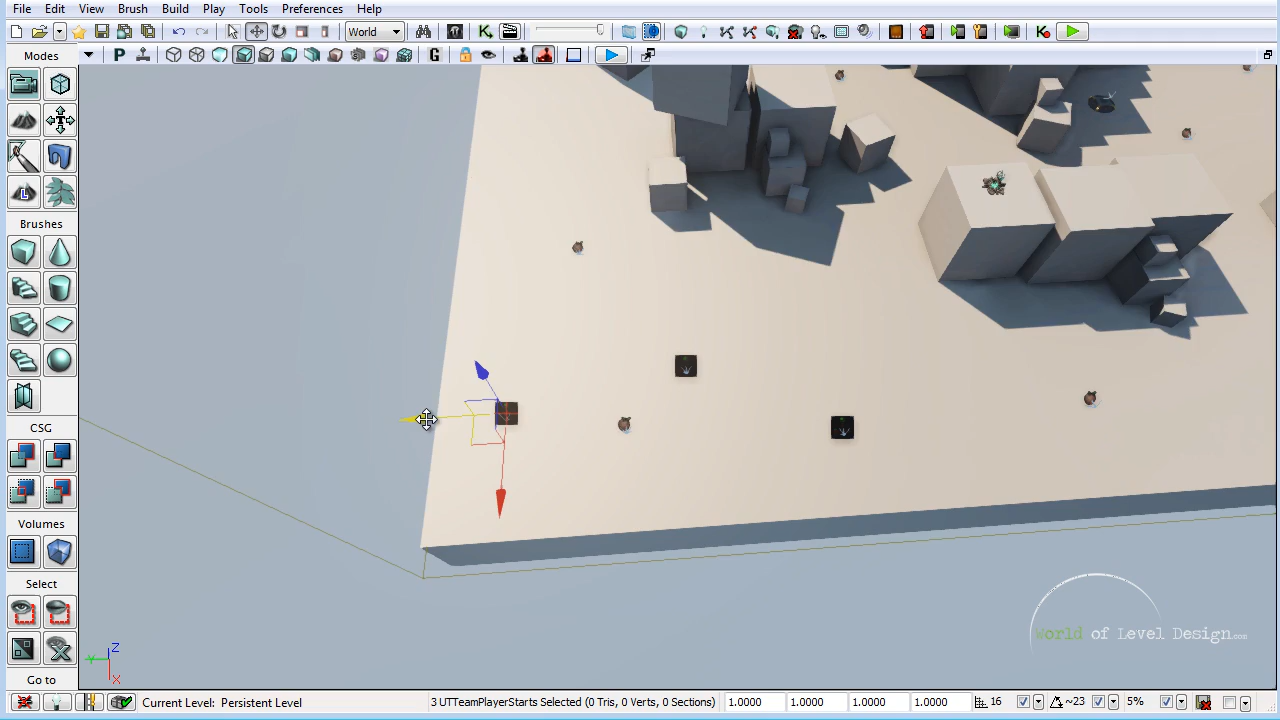 File Edit View Brush Build Play Tools Preferences Help
World
Modes
P
G
L
Brushes
CSG
Volumes
Select
Go to
World of Level Design.com
Z
Y
X
Current Level: Persistent Level
3 UTTeamPlayerStarts Selected (0 Tris, 0 Verts, 0 Sections)
1.0000 1.0000 1.0000 1.0000 16 ~23 5%